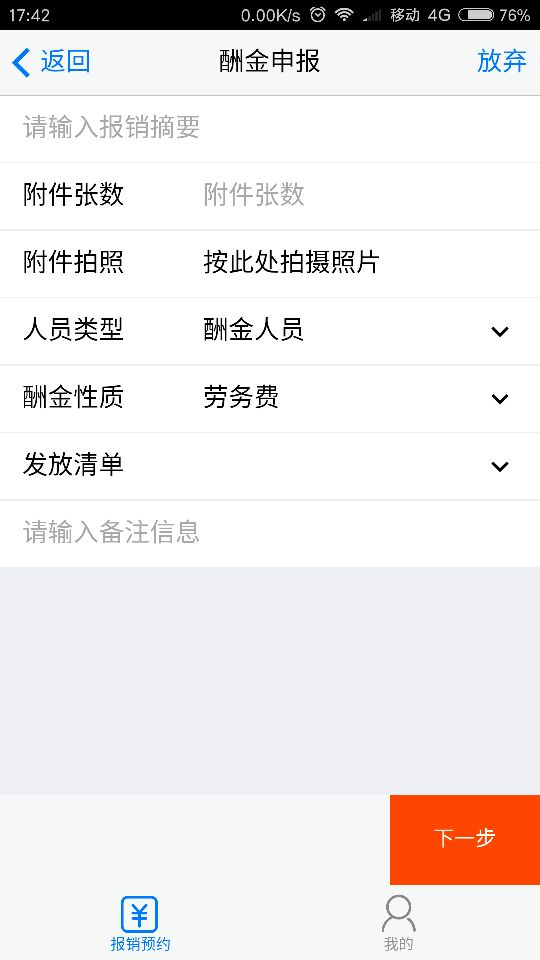 17:42 0.00K/s 移动 4G 76%
返回 酬金申报 放弃
请输入报销摘要
附件张数 附件张数
附件拍照 按此处拍摄照片
人员类型 酬金人员
酬金性质 劳务费
发放清单
请输入备注信息
下一步
报销预约 我的